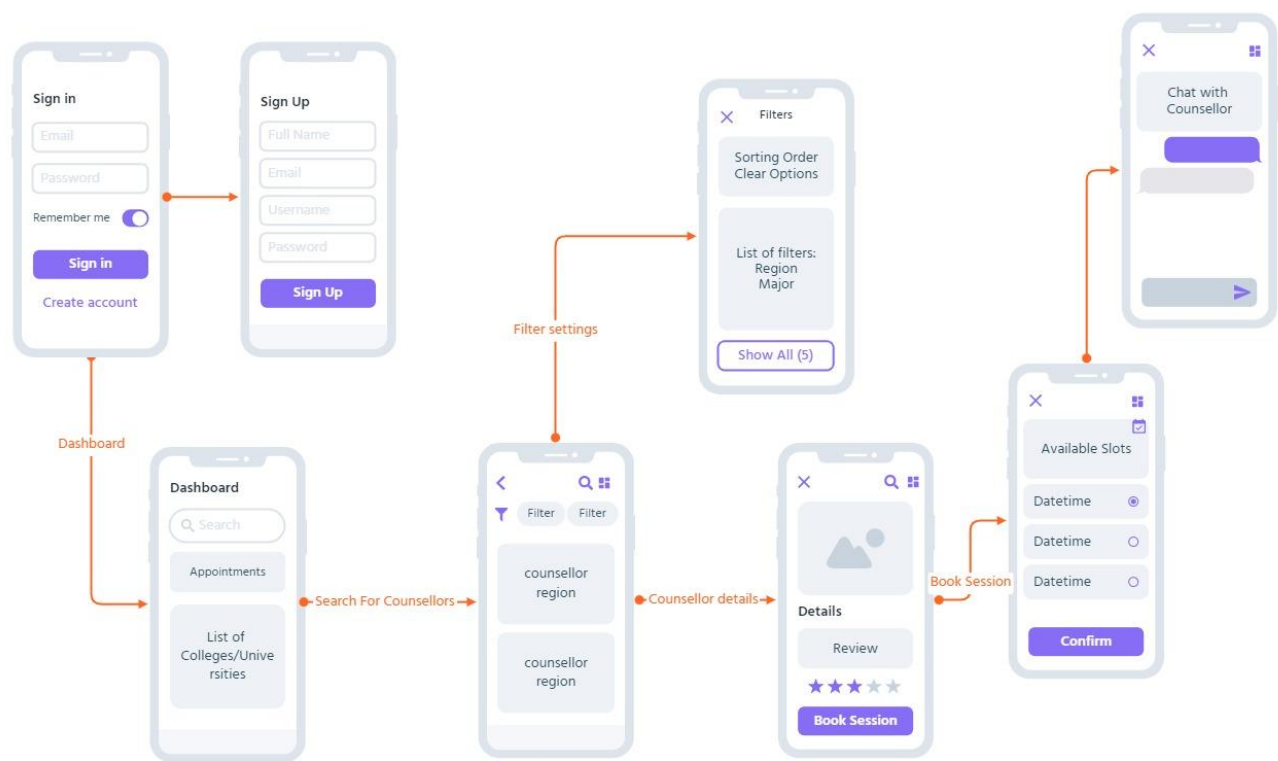 Sign in
Email
Password
Remember me
Sign in
Create account
Sign Up
Full Name
Email
Username
Password
Sign Up
Filters
Sorting Order
Clear Options
List of filters:
Region
Major
Show All (5)
Chat with
Counsellor
Filter settings
Dashboard
Dashboard
Search
Appointments
List of
Colleges/Unive
rsities
Search For Counsellors
Filter Filter
counsellor
region
counsellor
region
Counsellor details
Details
Review
Book Session
Book Session
Available Slots
Datetime
Datetime
Datetime
Confirm